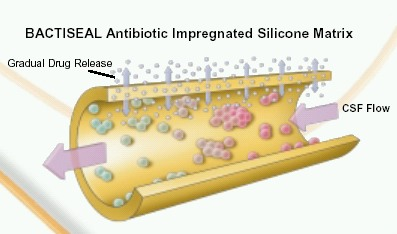 BACTISEAL Antibiotic Impregnated Silicone Matrix
Gradual Drug Release
CSF Flow